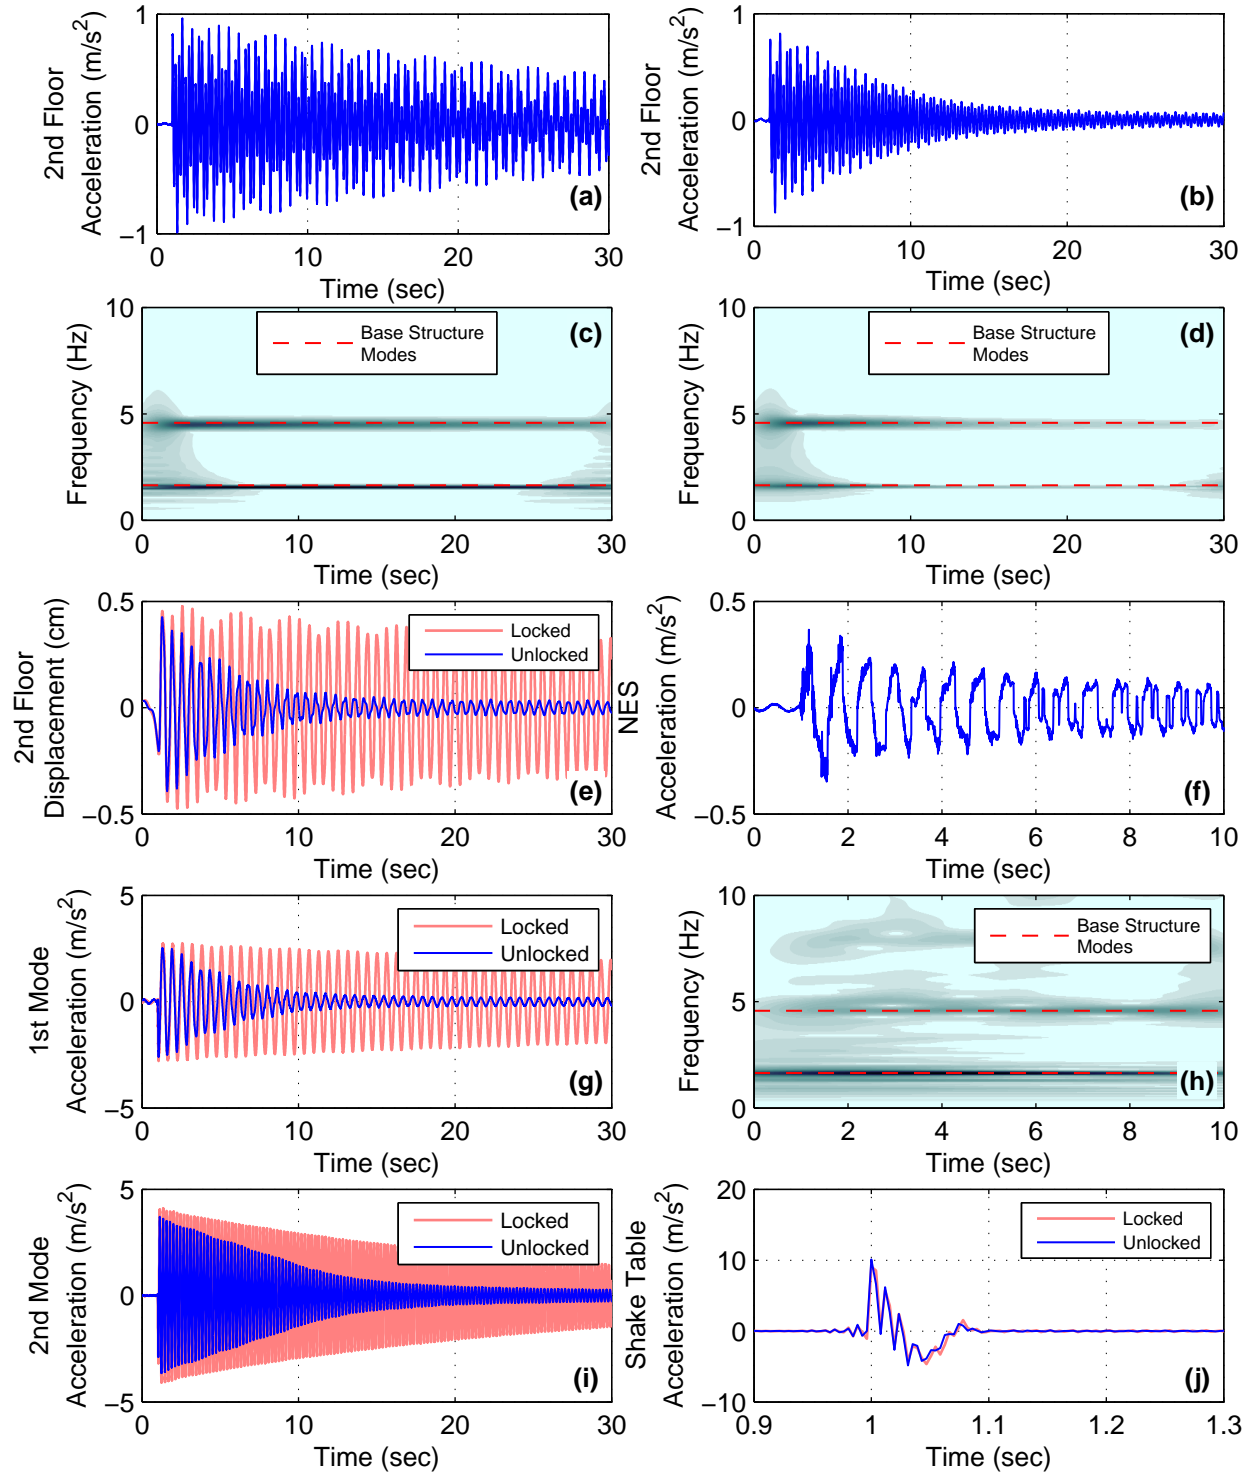 1
0
−1
0
10
20
30
Time (sec)
2nd Floor
Acceleration (m/s²)
(a)
1
0
−1
0
10
20
30
Time (sec)
2nd Floor
Acceleration (m/s²)
(b)
10
5
0
0
10
20
30
Time (sec)
Frequency (Hz)
Base Structure
Modes
(c)
10
5
0
0
10
20
30
Time (sec)
Frequency (Hz)
Base Structure
Modes
(d)
0.5
0
−0.5
0
10
20
30
Time (sec)
2nd Floor
Displacement (cm)
Locked
Unlocked
(e)
0.5
0
−0.5
0
2
4
6
8
10
Time (sec)
NES
Acceleration (m/s²)
(f)
5
0
−5
0
10
20
30
Time (sec)
1st Mode
Acceleration (m/s²)
Locked
Unlocked
(g)
10
5
0
0
2
4
6
8
10
Time (sec)
Frequency (Hz)
Base Structure
Modes
(h)
5
0
−5
0
10
20
30
Time (sec)
2nd Mode
Acceleration (m/s²)
Locked
Unlocked
(i)
20
10
0
−10
0.9
1
1.1
1.2
1.3
Time (sec)
Shake Table
Acceleration (m/s²)
Locked
Unlocked
(j)